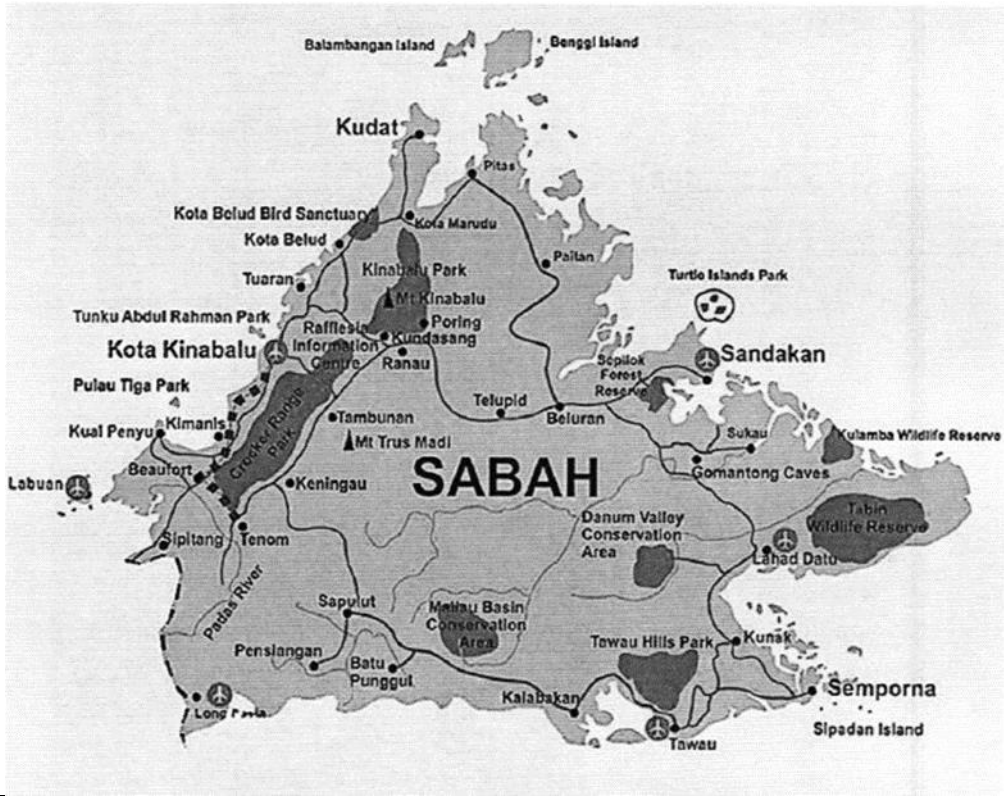 Balambangan Island
Benggi Island
Kudat
Pitas
Kota Belud Bird Sanctuary
Kota Marudu
Kota Belud
Paitan
Kinabalu Park
Tuaran
Turtle Islands Park
Mt Kinabalu
Tunku Abdul Rahman Park
Rafflesia
Information
Centre
Poring
Kundasang
Kota Kinabalu
Ranau
Sepilok
Forest
Reserve
Sandakan
Pulau Tiga Park
Telupid
Beluran
Tambunan
Kimanis
Kual Penyu
Crocker Range
Park
Mt Trus Madi
Sukau
Kulamba Wildlife Reserve
Gomantong Caves
Beaufort
SABAH
Labuan
Keningau
Danum Valley
Conservation
Area
Tabin
Wildlife Reserve
Sipitang
Tenom
Lahad Datu
Padas River
Sapulut
Maliau Basin
Conservation
Area
Tawau Hills Park
Kunak
Pensiangan
Batu
Punggul
Semporna
Kalabakan
Long Pasia
Sipadan Island
Tawau